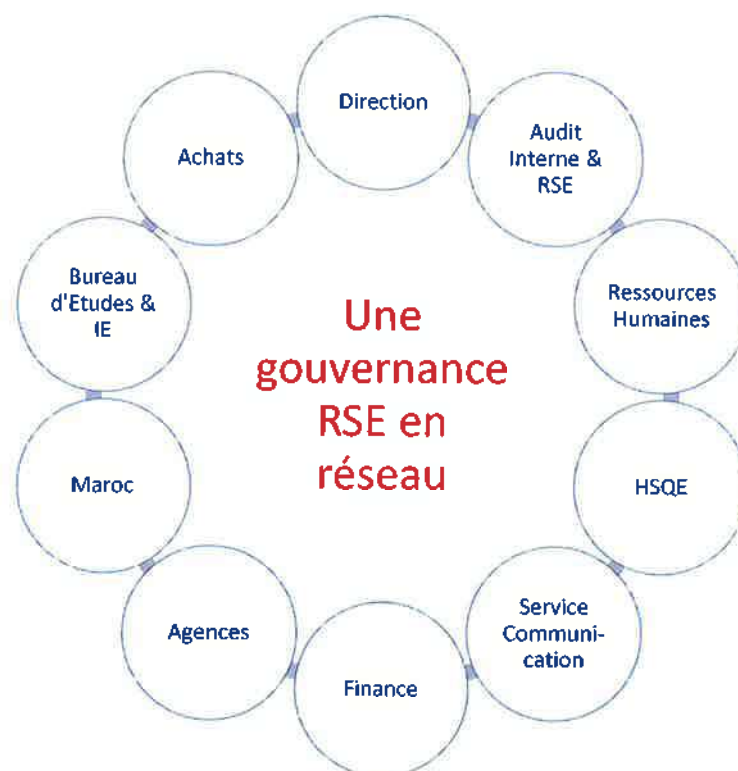 Direction
Audit
Interne &
RSE
Ressources
Humaines
HSQE
Service
Communi-
cation
Finance
Agences
Maroc
Bureau
d'Etudes &
IE
Achats
Une
gouvernance
RSE en
réseau